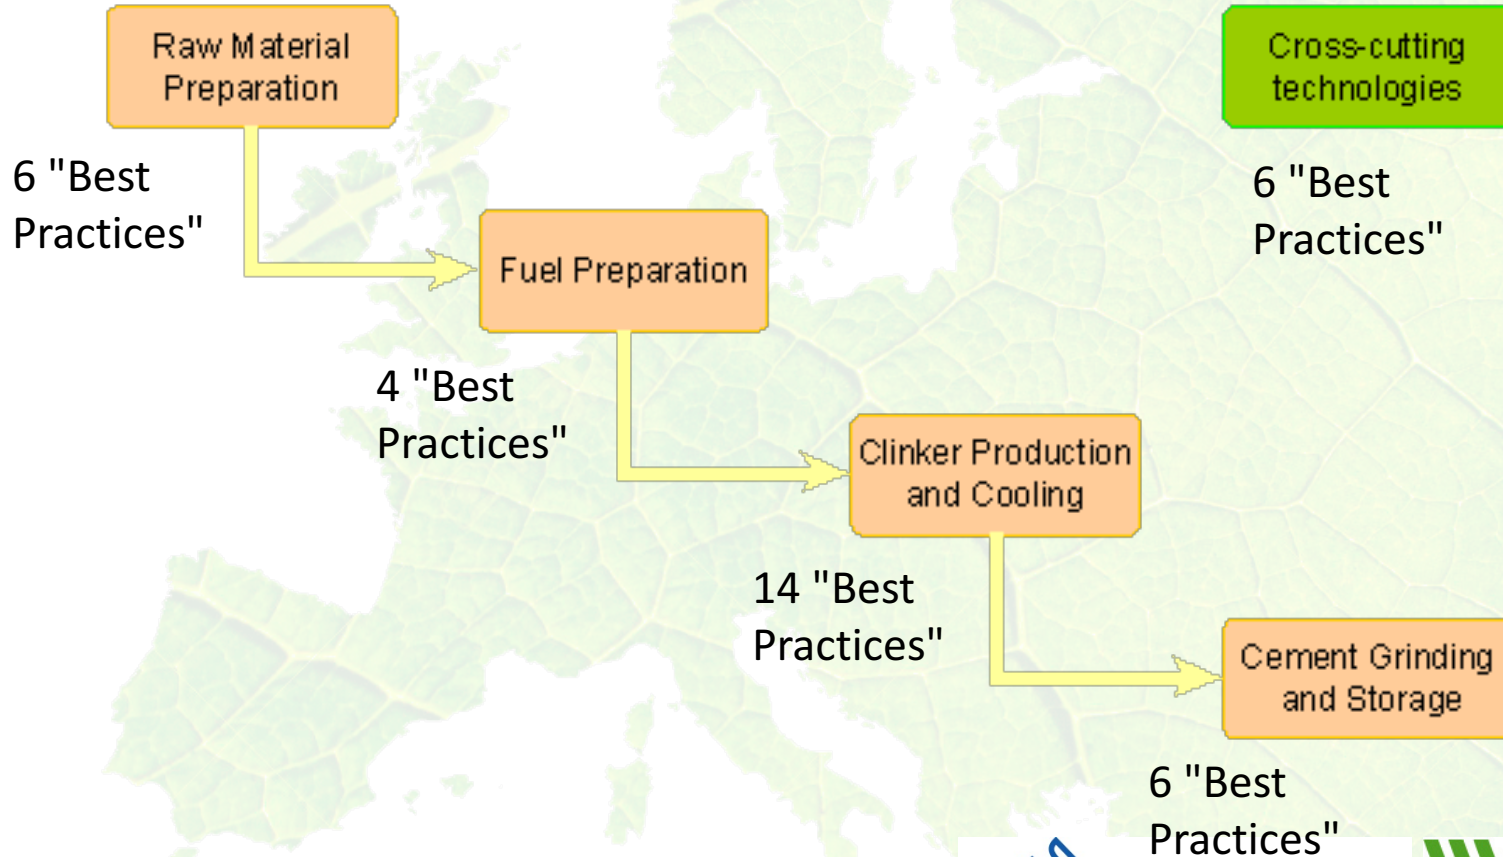 Raw Material
Preparation
Cross-cutting
technologies
6 "Best
Practices"
6 "Best
Practices"
Fuel Preparation
4 "Best
Practices"
Clinker Production
and Cooling
14 "Best
Practices"
Cement Grinding
and Storage
6 "Best
Practices"